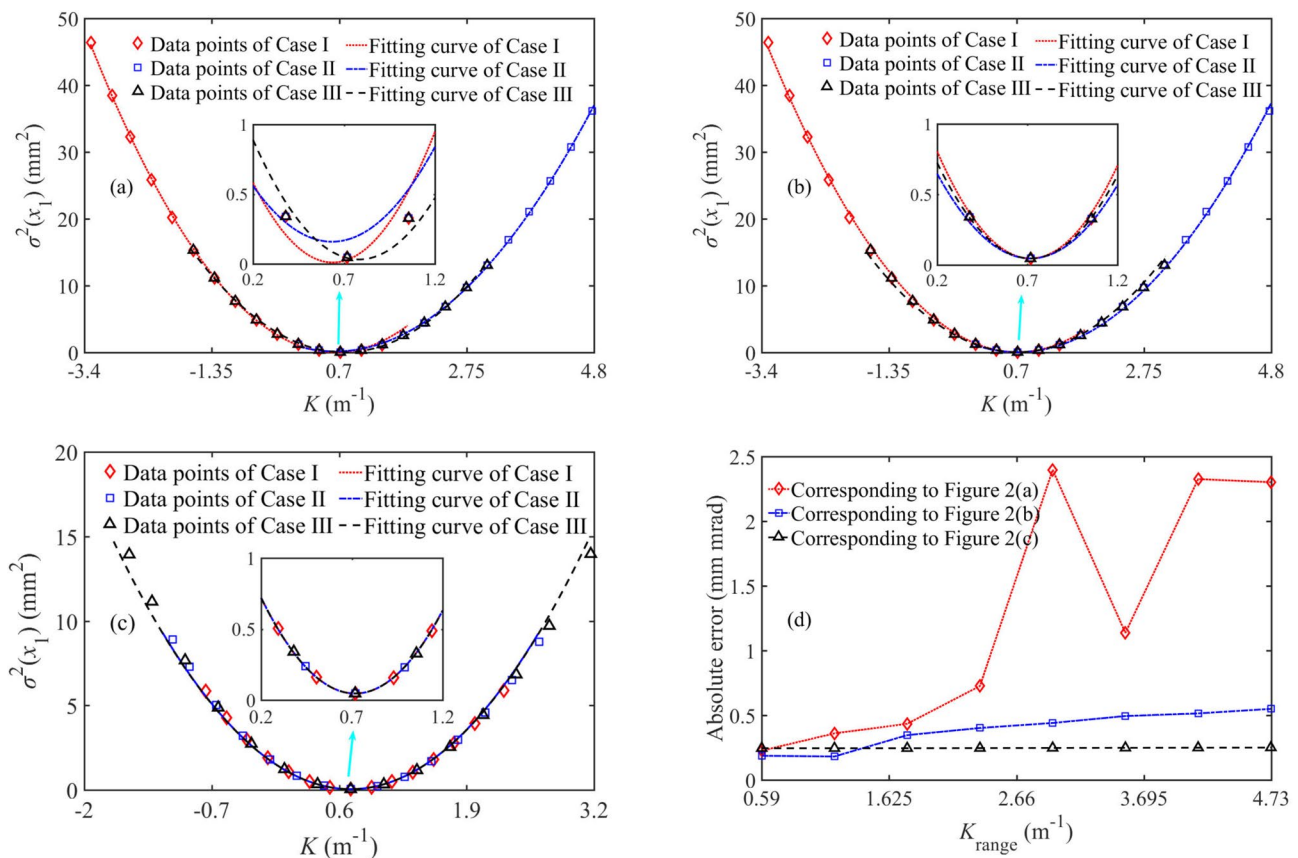 50
40
30
20
10
0
σ²(x₁) (mm²)
Data points of Case I
Data points of Case II
Data points of Case III
Fitting curve of Case I
Fitting curve of Case II
Fitting curve of Case III
(a)
1
0.5
0
0.2 0.7 1.2
-3.4 -1.35 0.7 2.75 4.8
K (m⁻¹)
50
40
30
20
10
0
σ²(x₁) (mm²)
Data points of Case I
Data points of Case II
Data points of Case III
Fitting curve of Case I
Fitting curve of Case II
Fitting curve of Case III
(b)
1
0.5
0
0.2 0.7 1.2
-3.4 -1.35 0.7 2.75 4.8
K (m⁻¹)
20
15
10
5
0
σ²(x₁) (mm²)
Data points of Case I
Data points of Case II
Data points of Case III
Fitting curve of Case I
Fitting curve of Case II
Fitting curve of Case III
(c)
1
0.5
0
0.2 0.7 1.2
-2 -0.7 0.6 1.9 3.2
K (m⁻¹)
2.5
2
1.5
1
0.5
0
Absolute error (mm mrad)
Corresponding to Figure 2(a)
Corresponding to Figure 2(b)
Corresponding to Figure 2(c)
(d)
0.59 1.625 2.66 3.695 4.73
K_range (m⁻¹)